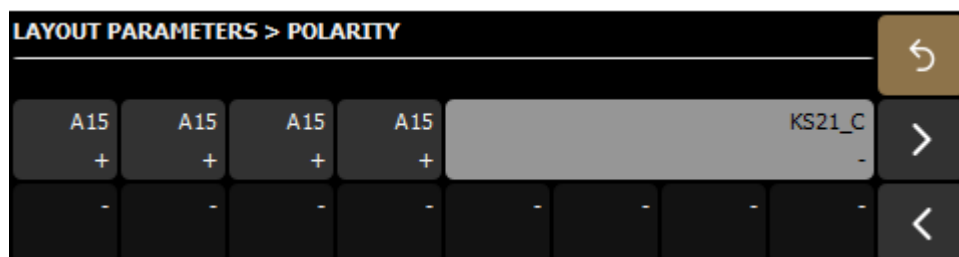 LAYOUT PARAMETERS > POLARITY
A15 A15 A15 A15 KS21_C
+ + + + -
- - - - - - - -